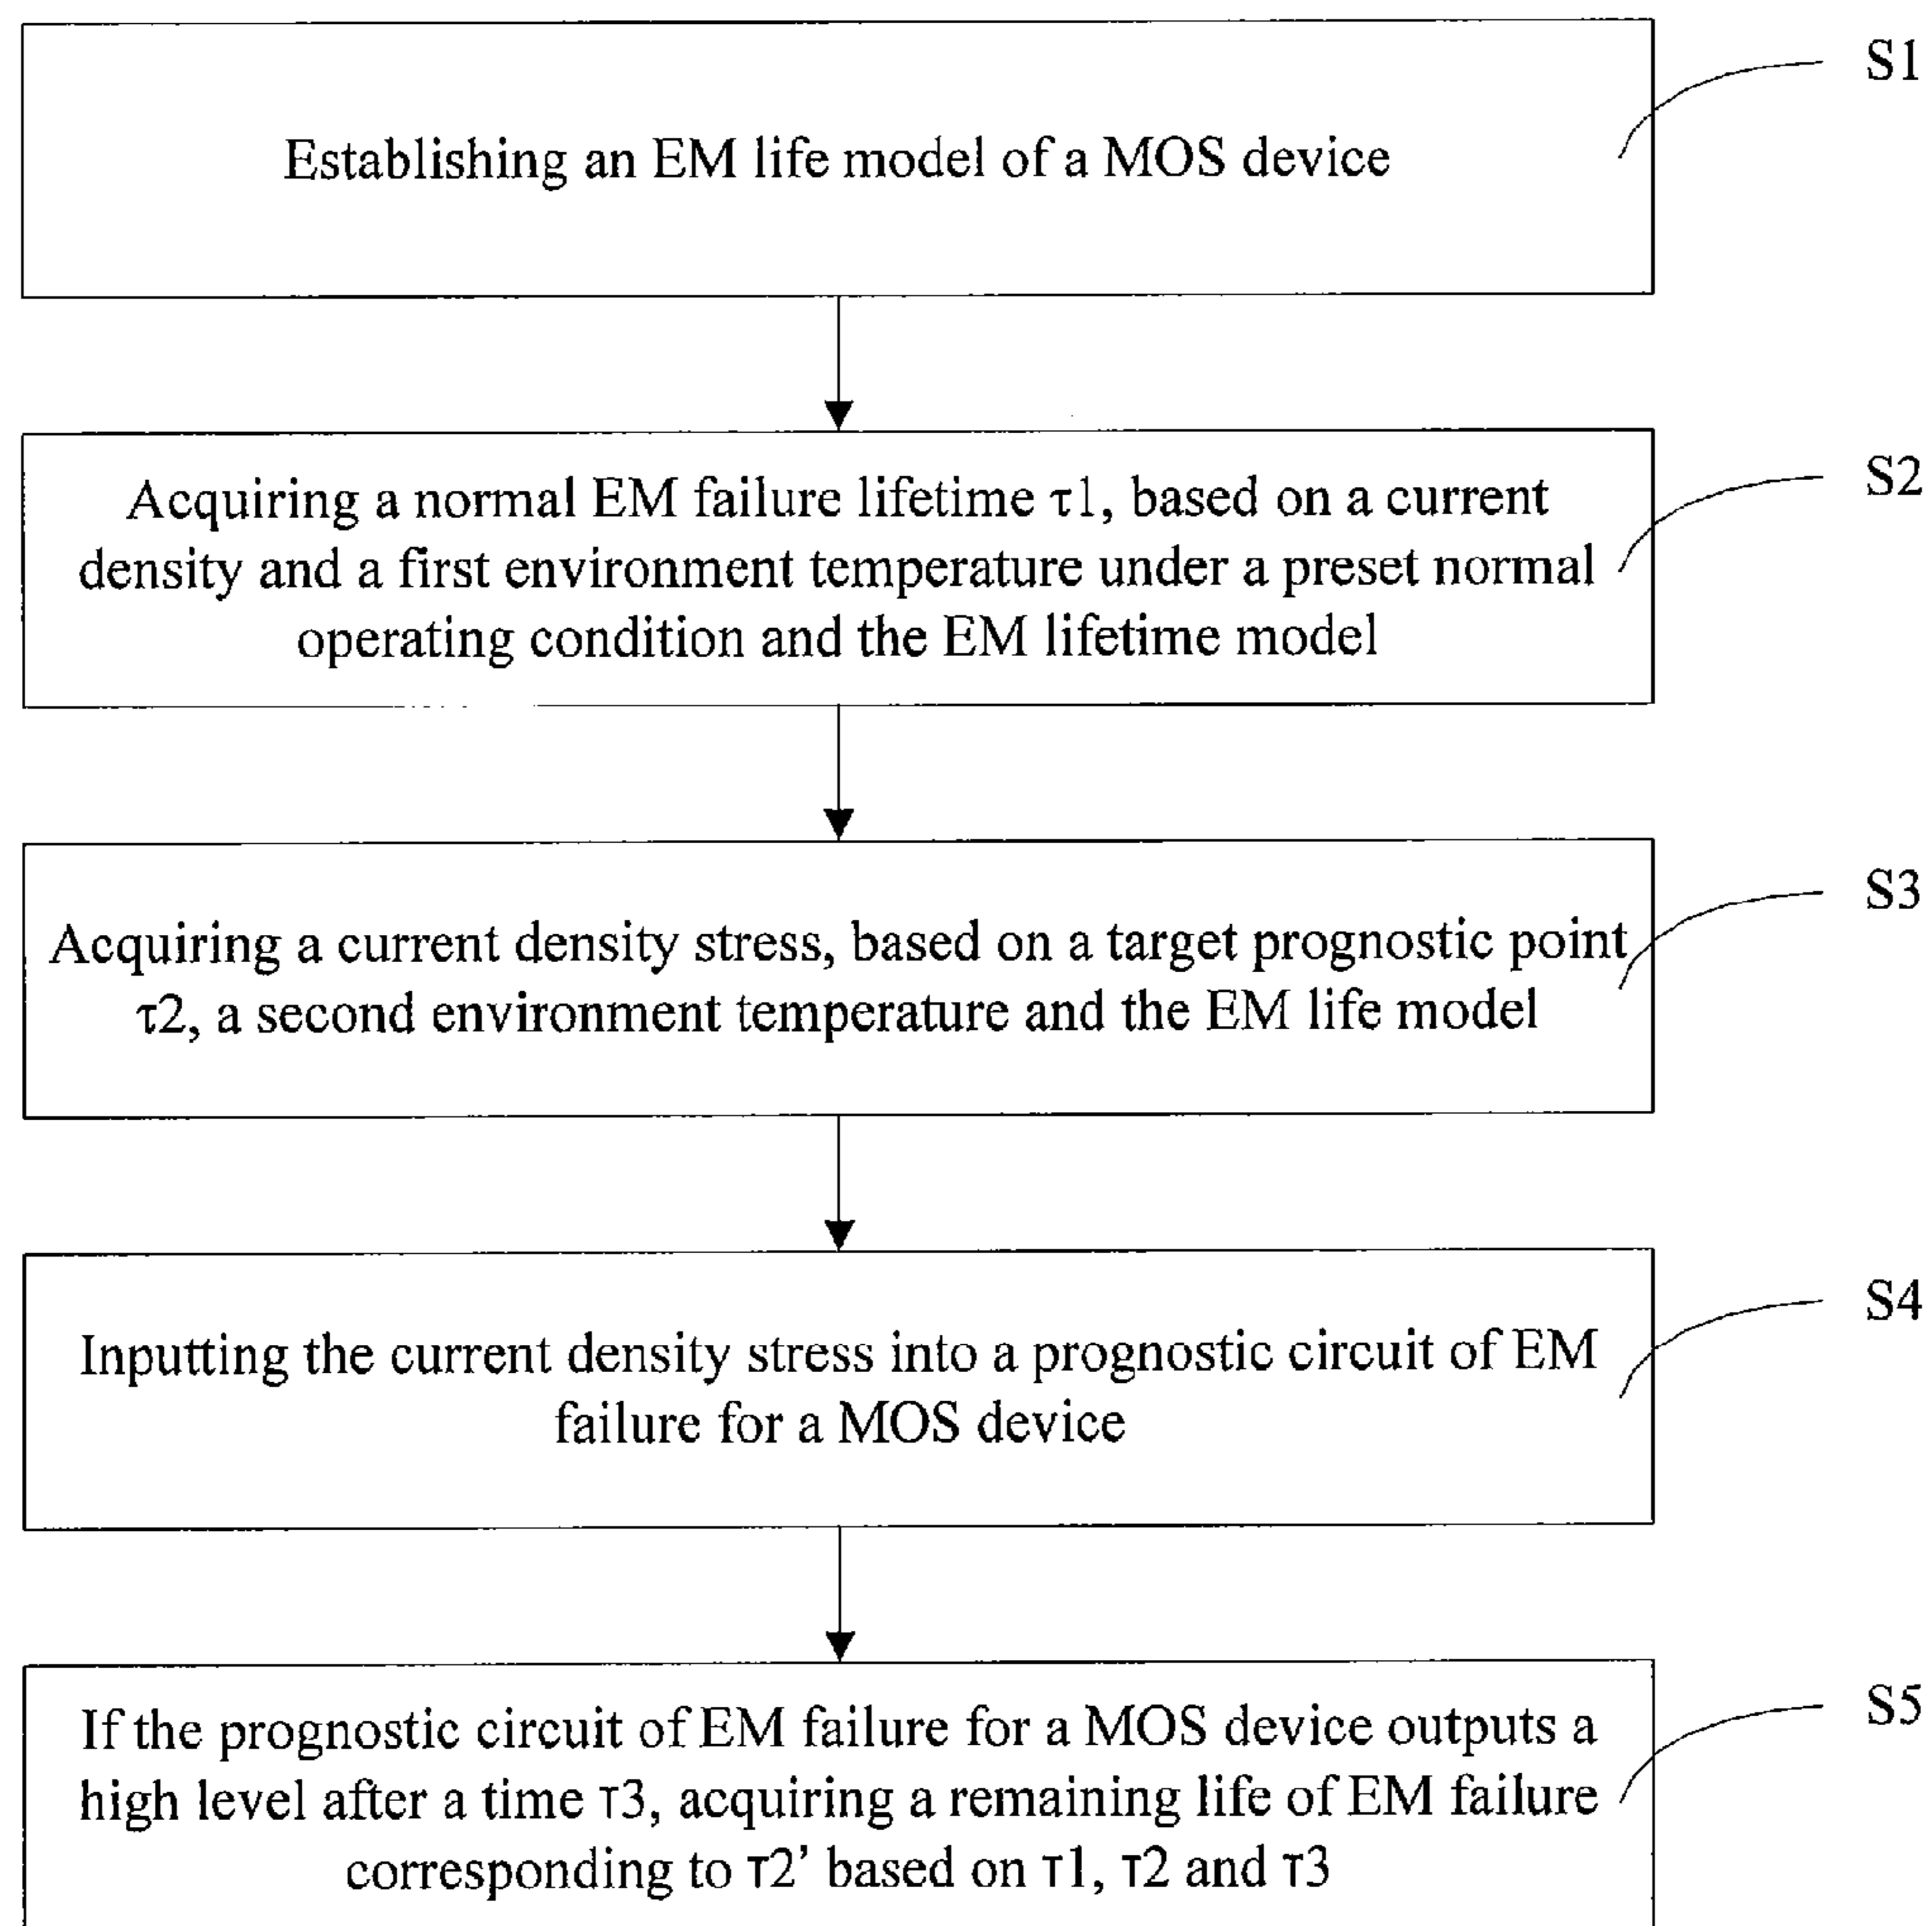 Establishing an EM life model of a MOS device
S1
Acquiring a normal EM failure lifetime τ1, based on a current
density and a first environment temperature under a preset normal
operating condition and the EM lifetime model
S2
Acquiring a current density stress, based on a target prognostic point
τ2, a second environment temperature and the EM life model
S3
Inputting the current density stress into a prognostic circuit of EM
failure for a MOS device
S4
If the prognostic circuit of EM failure for a MOS device outputs a
high level after a time τ3, acquiring a remaining life of EM failure
corresponding to τ2’ based on τ1, τ2 and τ3
S5